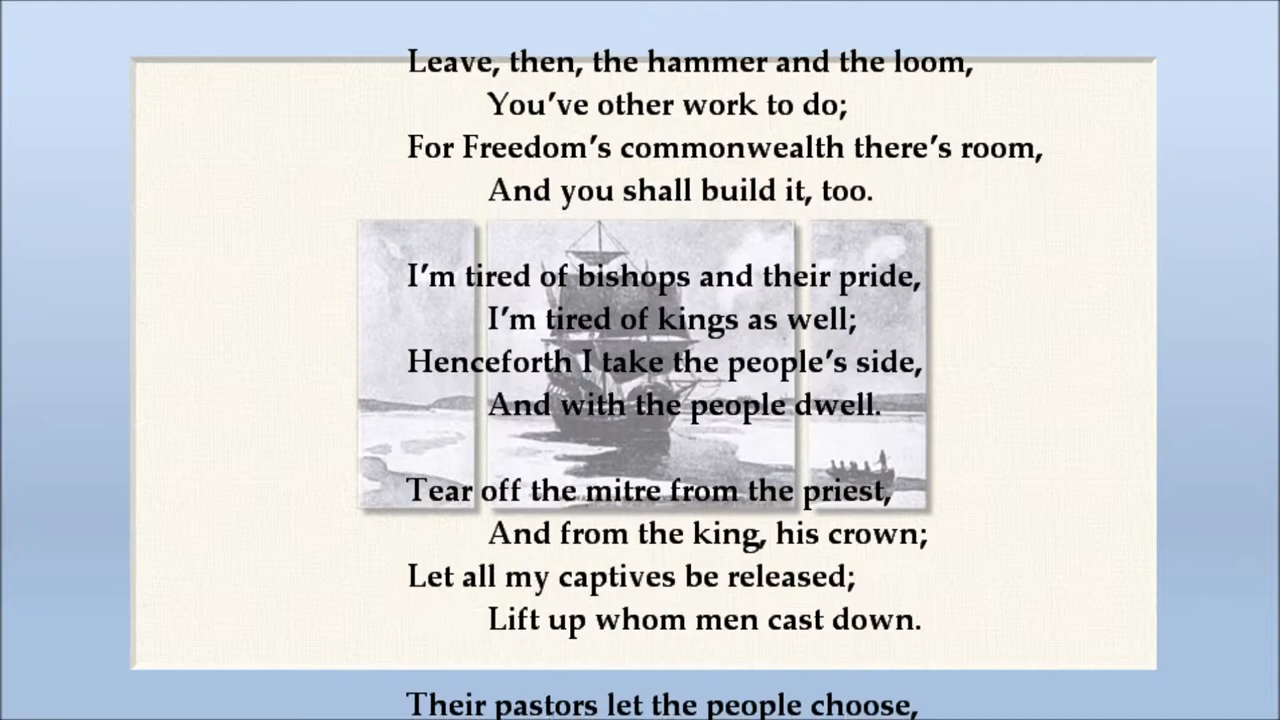 Leave, then, the hammer and the loom,
You've other work to do;
For Freedom's commonwealth there's room,
And you shall build it, too.
I'm tired of bishops and their pride,
I'm tired of kings as well;
Henceforth I take the people's side,
And with the people dwell.
Tear off the mitre from the priest,
And from the king, his crown;
Let all my captives be released;
Lift up whom men cast down.
Their pastors let the people choose,